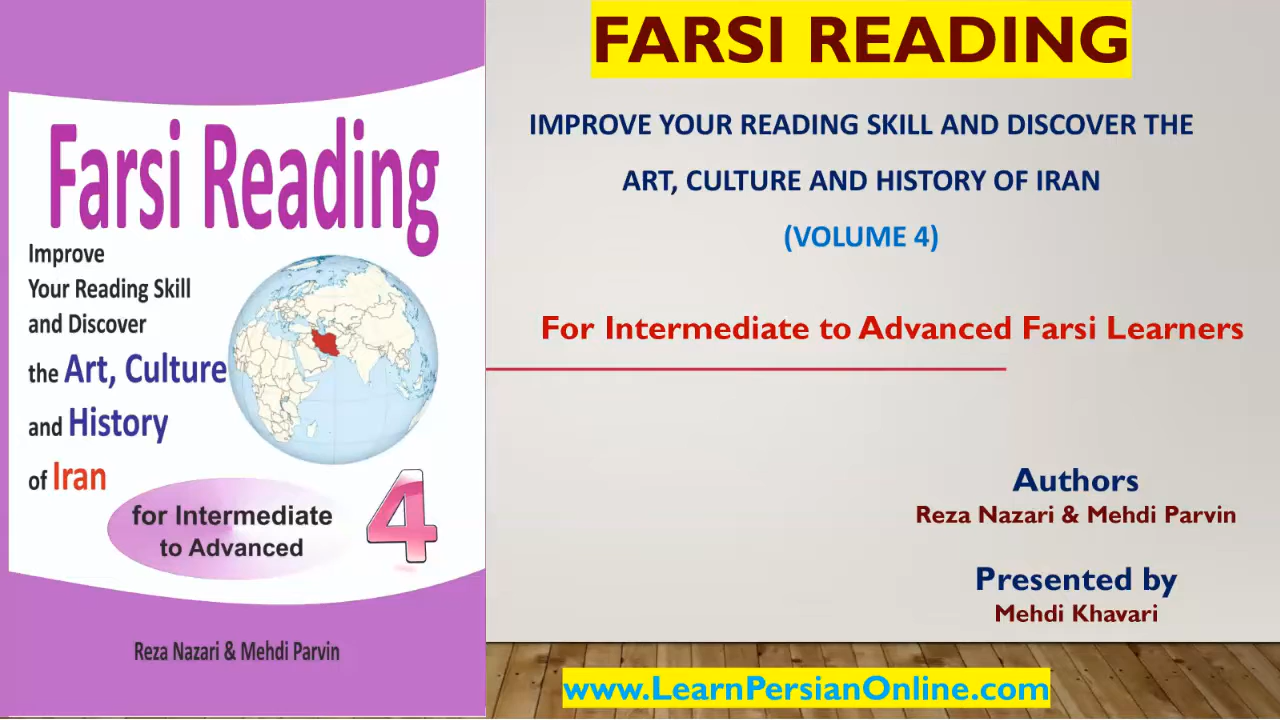 Farsi Reading
Improve
Your Reading Skill
and Discover
the Art, Culture
and History
of Iran
for Intermediate
to Advanced
4
Reza Nazari & Mehdi Parvin
FARSI READING
IMPROVE YOUR READING SKILL AND DISCOVER THE
ART, CULTURE AND HISTORY OF IRAN
(VOLUME 4)
For Intermediate to Advanced Farsi Learners
Authors
Reza Nazari & Mehdi Parvin
Presented by
Mehdi Khavari
www.LearnPersianOnline.com